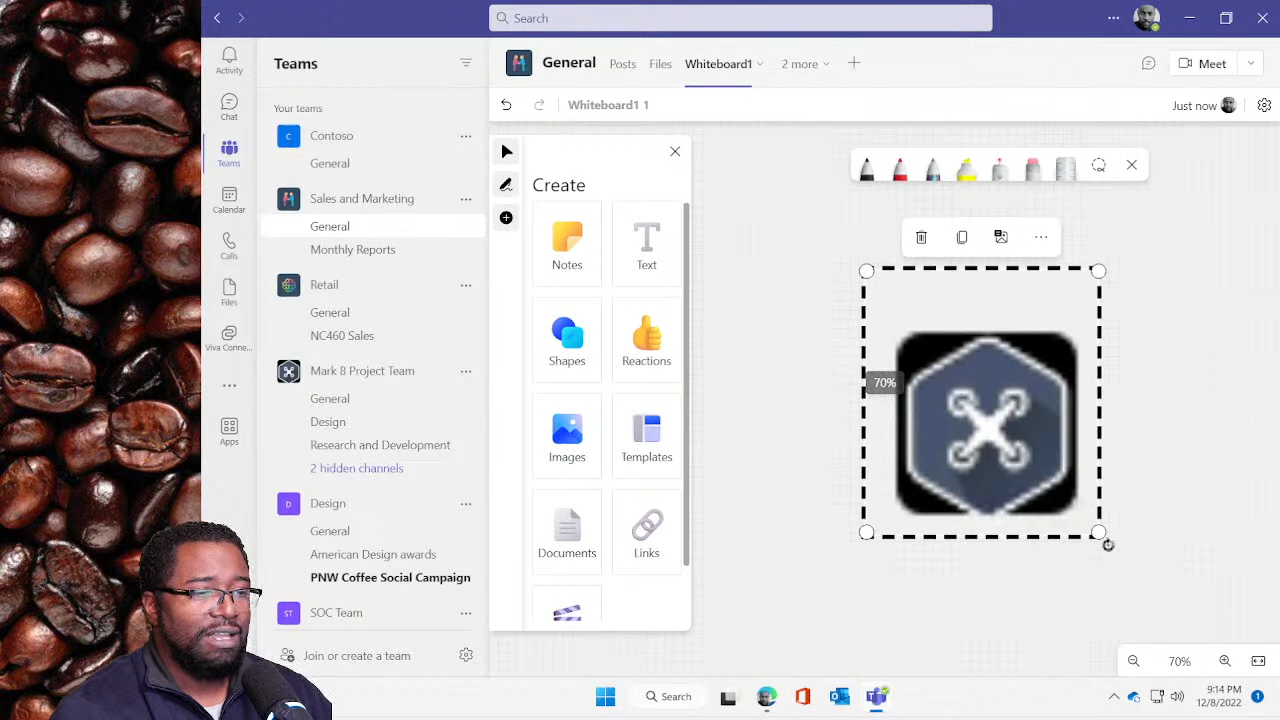 Search
Activity
Chat
Teams
Calendar
Calls
Files
Viva Conne...
Apps
Teams
Your teams
C
Contoso
General
Sales and Marketing
General
Monthly Reports
Retail
General
NC460 Sales
Mark 8 Project Team
General
Design
Research and Development
2 hidden channels
D
Design
General
American Design awards
PNW Coffee Social Campaign
ST
SOC Team
Join or create a team
General
Posts
Files
Whiteboard1
2 more
Meet
Whiteboard1 1
Just now
Create
Notes
Text
Shapes
Reactions
Images
Templates
Documents
Links
70%
70%
Search
9:14 PM
12/8/2022
1